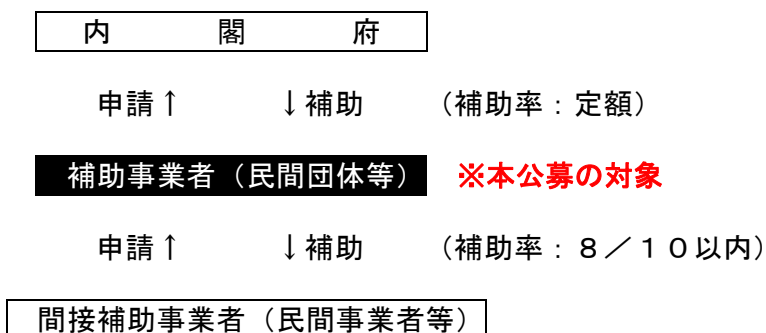 内　閣　府
申請↑　↓補助　（補助率：定額）
補助事業者（民間団体等）　※本公募の対象
申請↑　↓補助　（補助率：８／１０以内）
間接補助事業者（民間事業者等）